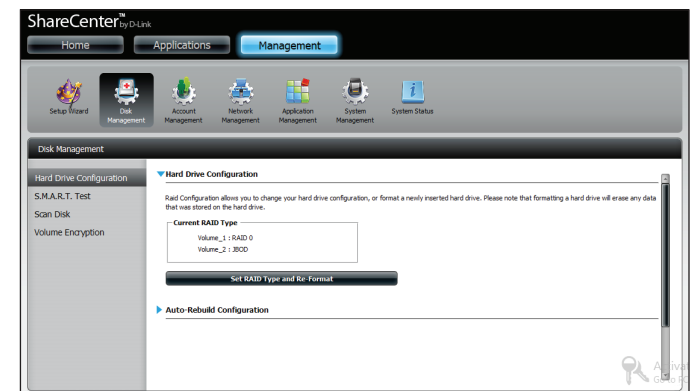 ShareCenter™ by D-Link
Home Applications Management
Setup Wizard Disk Management Account Management Network Management Application Management System Management System Status
Disk Management
Hard Drive Configuration
S.M.A.R.T. Test
Scan Disk
Volume Encryption
Hard Drive Configuration
Raid Configuration allows you to change your hard drive configuration, or format a newly inserted hard drive. Please note that formatting a hard drive will erase any data
that was stored on the hard drive.
Current RAID Type
Volume_1 : RAID 0
Volume_2 : JBOD
Set RAID Type and Re-Format
Auto-Rebuild Configuration